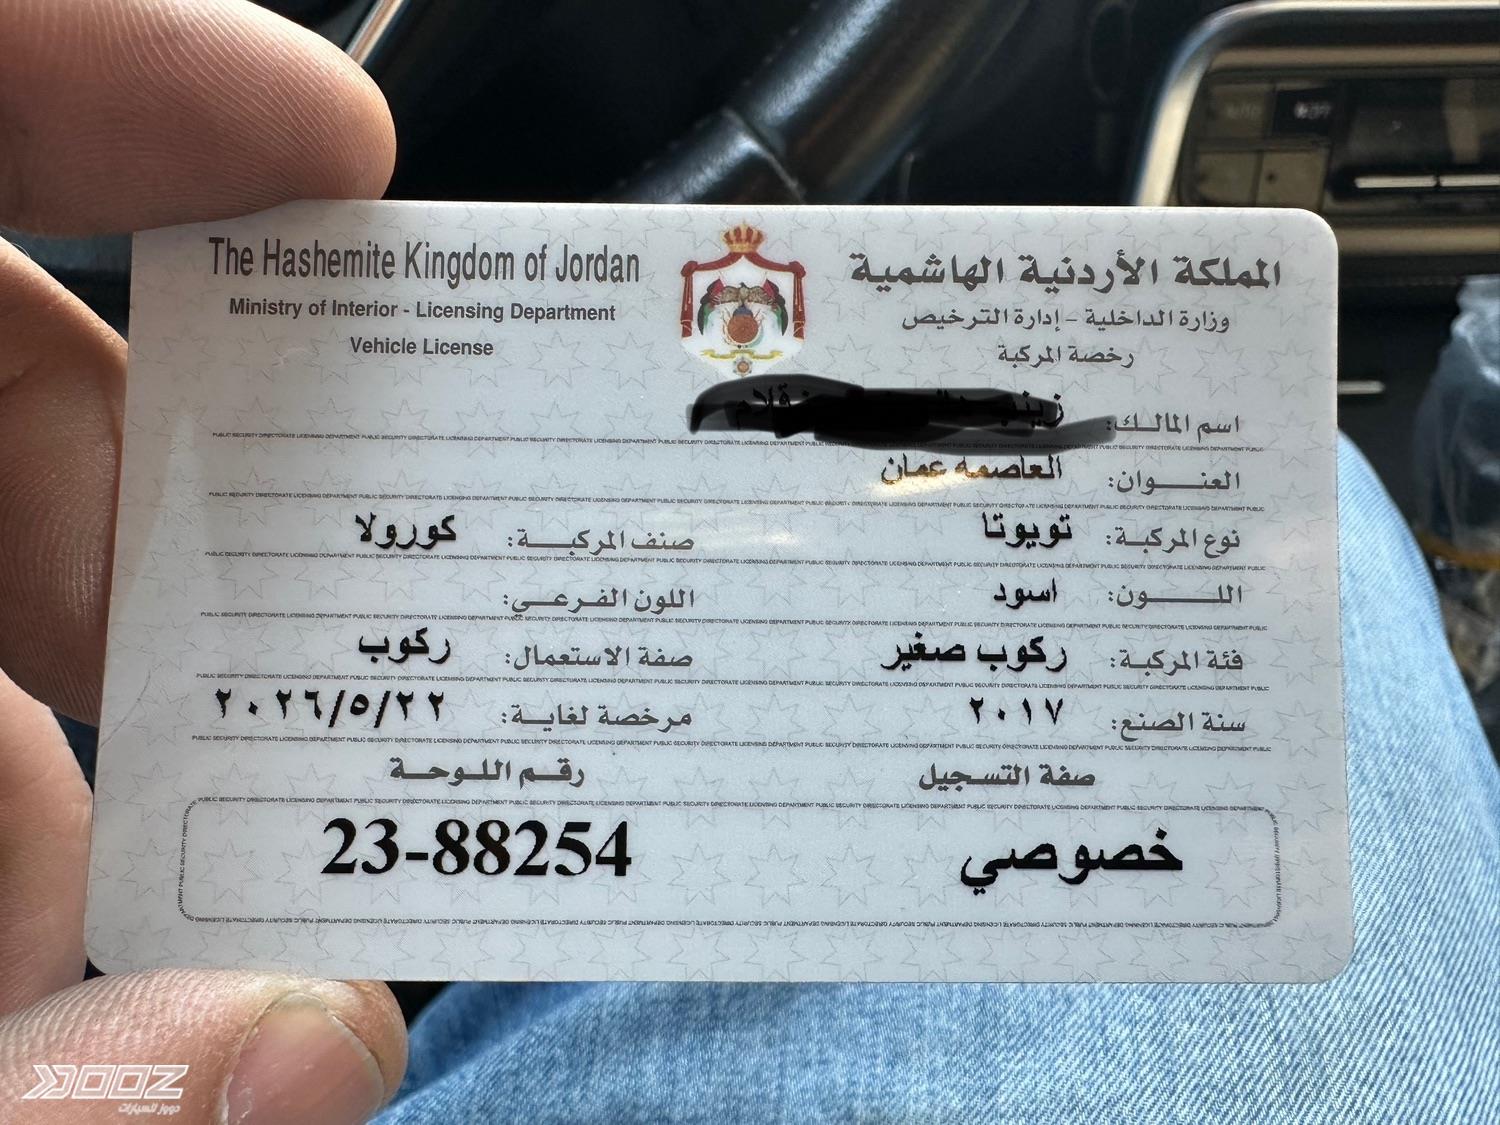 The Hashemite Kingdom of Jordan
Ministry of Interior - Licensing Department
Vehicle License
المملكة الأردنية الهاشمية
وزارة الداخلية - إدارة الترخيص
رخصة المركبة
اسم المالك:
العنوان: العاصمه عمان
نوع المركبة: تويوتا صنف المركبة: كورولا
اللون: اسود اللون الفرعي:
فئة المركبة: ركوب صغير صفة الاستعمال: ركوب
سنة الصنع: ٢٠١٧ مرخصة لغاية: ٢٠٢٦/٥/٢٢
صفة التسجيل رقم اللوحة
خصوصي 23-88254
DOOZ
دووز للسيارات